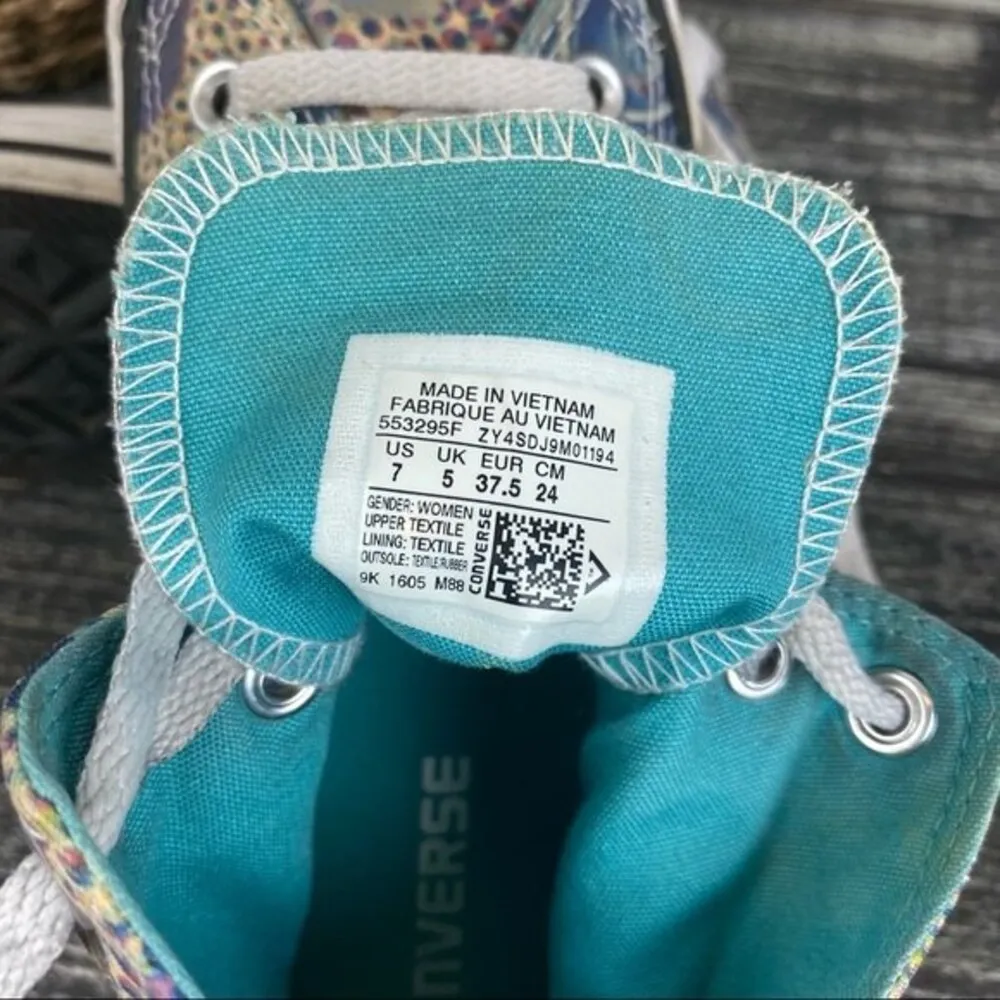 MADE IN VIETNAM
FABRIQUE AU VIETNAM
553295F ZY4SDJ9M01194
US UK EUR CM
7 5 37.5 24
GENDER: WOMEN
UPPER TEXTILE
LINING: TEXTILE
OUTSOLE: TEXTILE/RUBBER
9K 1605 M88
CONVERSE
NVERSE